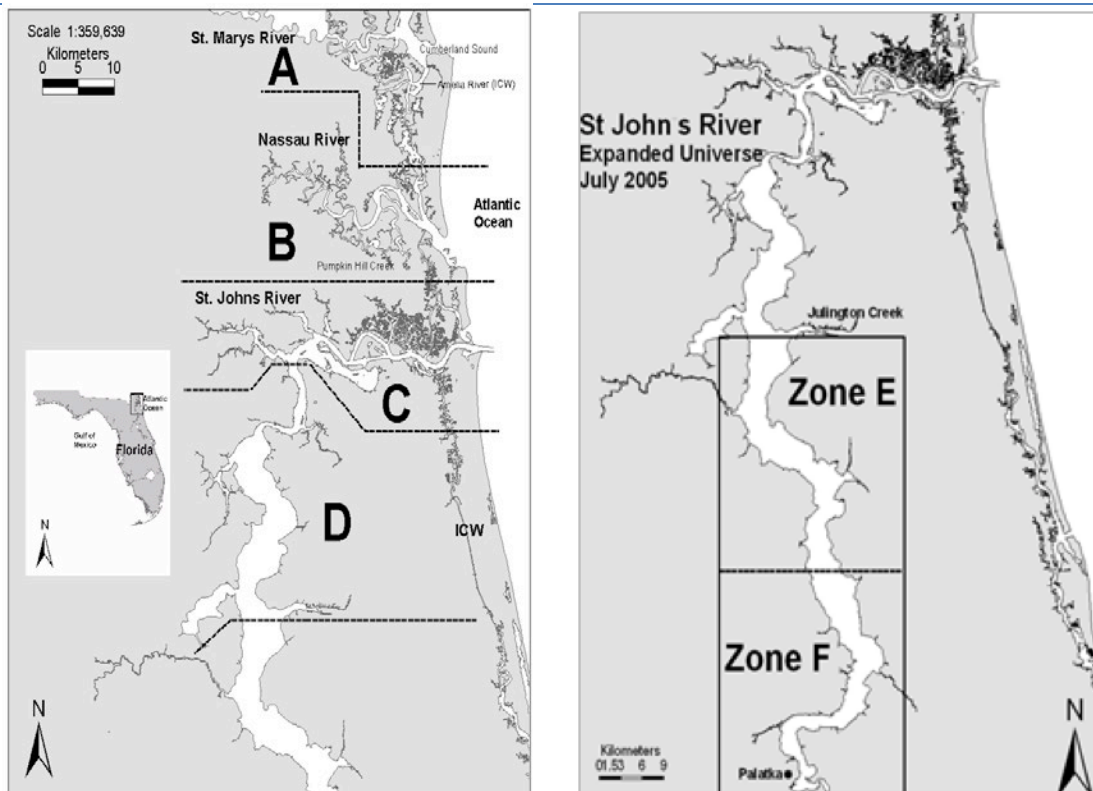 Scale 1:359,639
Kilometers
0 5 10
St. Marys River
Cumberland Sound
A
Amelia River (ICW)
Nassau River
Atlantic
Ocean
B
Pumpkin Hill Creek
St. Johns River
C
Atlantic
Ocean
Gulf of
Mexico
Florida
N
D
ICW
N
St John s River
Expanded Universe
July 2005
Julington Creek
Zone E
Zone F
Kilometers
01.53 6 9
Palatka
N